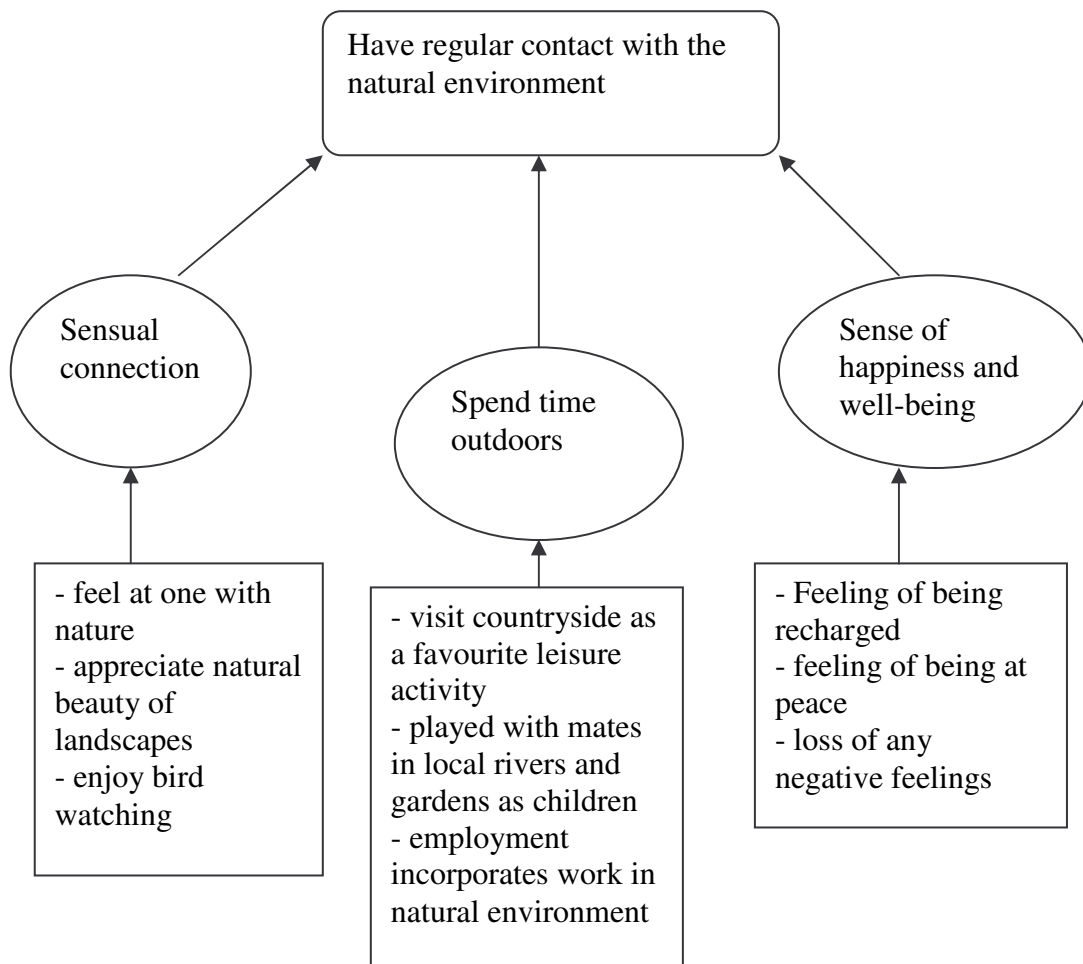 Have regular contact with the
natural environment
Sensual
connection
Spend time
outdoors
Sense of
happiness and
well-being
- feel at one with
nature
- appreciate natural
beauty of
landscapes
- enjoy bird
watching
- visit countryside as
a favourite leisure
activity
- played with mates
in local rivers and
gardens as children
- employment
incorporates work in
natural environment
- Feeling of being
recharged
- feeling of being at
peace
- loss of any
negative feelings